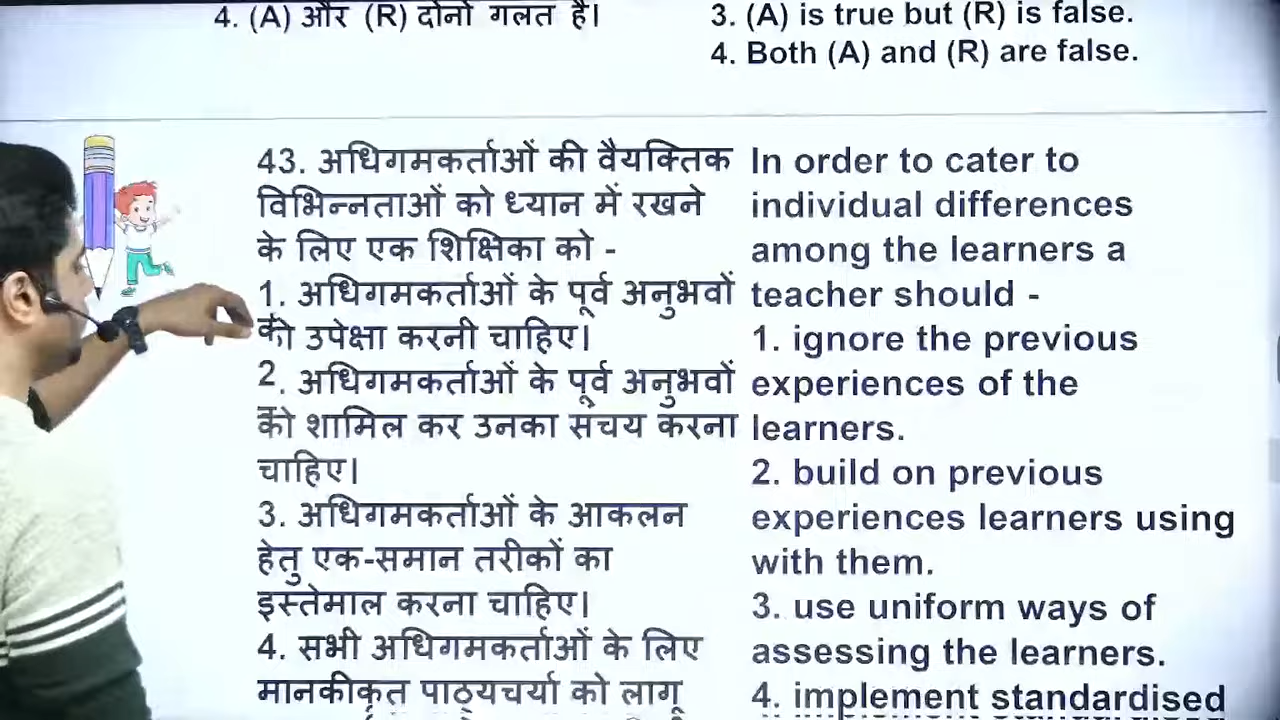 4. (A) और (R) दोनों गलत है।
43. अधिगमकर्ताओं की वैयक्तिक
विभिन्नताओं को ध्यान में रखने
के लिए एक शिक्षिका को -
1. अधिगमकर्ताओं के पूर्व अनुभवों
की उपेक्षा करनी चाहिए।
2. अधिगमकर्ताओं के पूर्व अनुभवों
को शामिल कर उनका संचय करना
चाहिए।
3. अधिगमकर्ताओं के आकलन
हेतु एक-समान तरीकों का
इस्तेमाल करना चाहिए।
4. सभी अधिगमकर्ताओं के लिए
मानकीकृत पाठ्यचर्या को लागू
3. (A) is true but (R) is false.
4. Both (A) and (R) are false.
In order to cater to
individual differences
among the learners a
teacher should -
1. ignore the previous
experiences of the
learners.
2. build on previous
experiences learners using
with them.
3. use uniform ways of
assessing the learners.
4. implement standardised